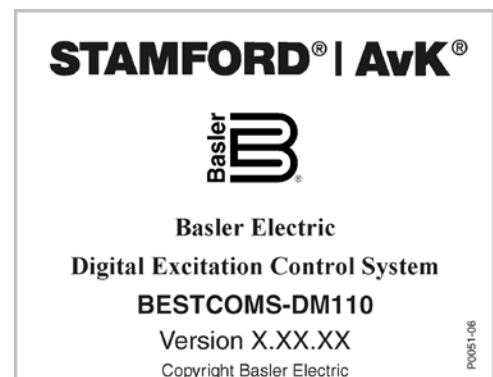 STAMFORD® | AvK®
Basler
B®
Basler Electric
Digital Excitation Control System
BESTCOMS-DM110
Version X.XX.XX
Copyright Basler Electric
P0051-06